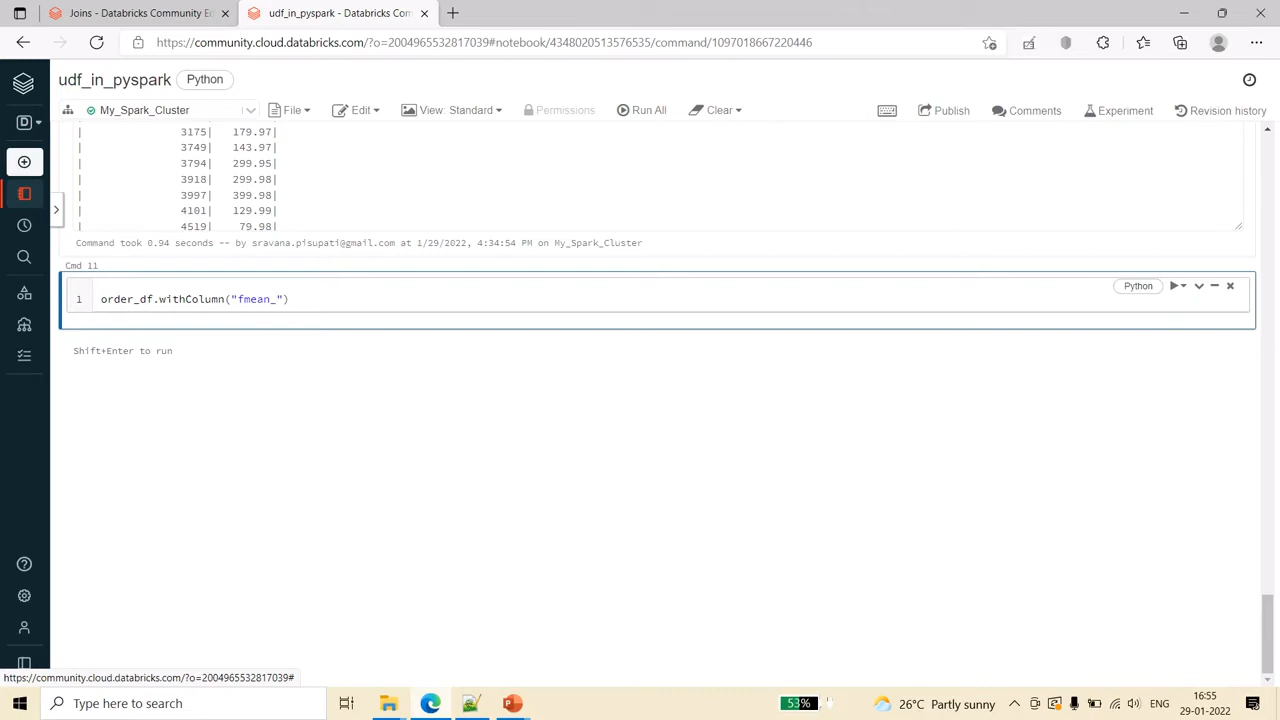 Joins - Databricks Community Ed
udf_in_pyspark - Databricks Com
https://community.cloud.databricks.com/?o=2004965532817039#notebook/4348020513576535/command/1097018667220446
udf_in_pyspark Python
D
My_Spark_Cluster File Edit View: Standard Permissions Run All Clear Publish Comments Experiment Revision history
| 3175| 179.97|
| 3749| 143.97|
| 3794| 299.95|
| 3918| 299.98|
| 3997| 399.98|
| 4101| 129.99|
| 4519| 79.98|
Command took 0.94 seconds -- by sravana.pisupati@gmail.com at 1/29/2022, 4:34:54 PM on My_Spark_Cluster
Cmd 11
Python
1 order_df.withColumn("fmean_")
Shift+Enter to run
https://community.cloud.databricks.com/?o=2004965532817039#
Type here to search
53%
26°C Partly sunny
ENG
16:55
29-01-2022